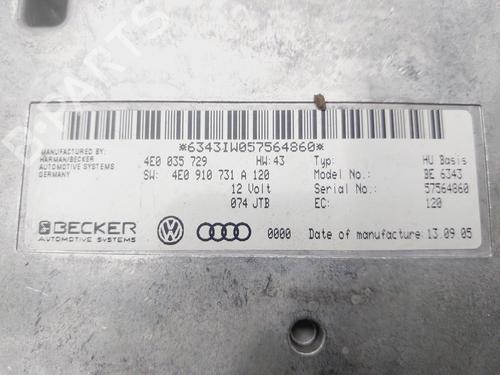 B-PARTS
*6343IW057564860*
MANUFACTURED BY:
HARMAN/BECKER
AUTOMOTIVE SYSTEMS
GERMANY
4E0 035 729 HW:43 Typ: HU Basis
SW: 4E0 910 731 A 120 Model No.: BE 6343
12 Volt Serial No.: 57564860
074 JTB EC: 120
BECKER
AUTOMOTIVE SYSTEMS
0000 Date of manufacture: 13.09.05